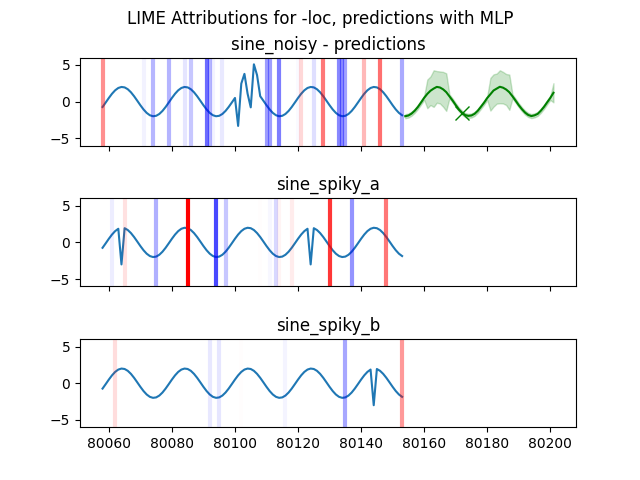 LIME Attributions for -loc, predictions with MLP
sine_noisy - predictions
5
0
−5
sine_spiky_a
5
0
−5
sine_spiky_b
5
0
−5
80060 80080 80100 80120 80140 80160 80180 80200